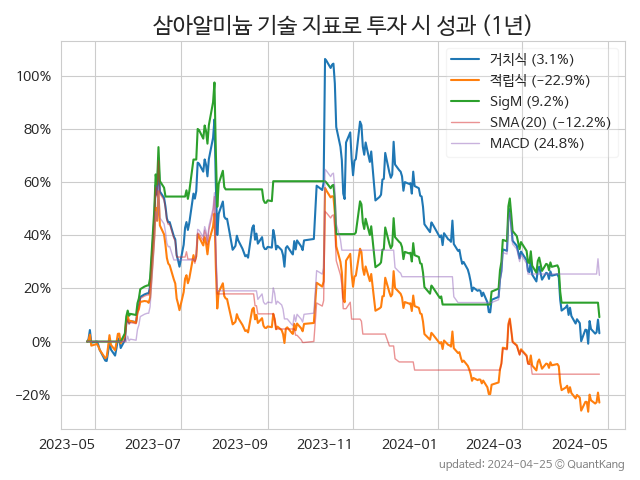 삼아알미늄 기술 지표로 투자 시 성과 (1년)
거치식 (3.1%)
적립식 (−22.9%)
SigM (9.2%)
SMA(20) (−12.2%)
MACD (24.8%)
100%
80%
60%
40%
20%
0%
−20%
2023-05 2023-07 2023-09 2023-11 2024-01 2024-03 2024-05
updated: 2024-04-25 © QuantKang